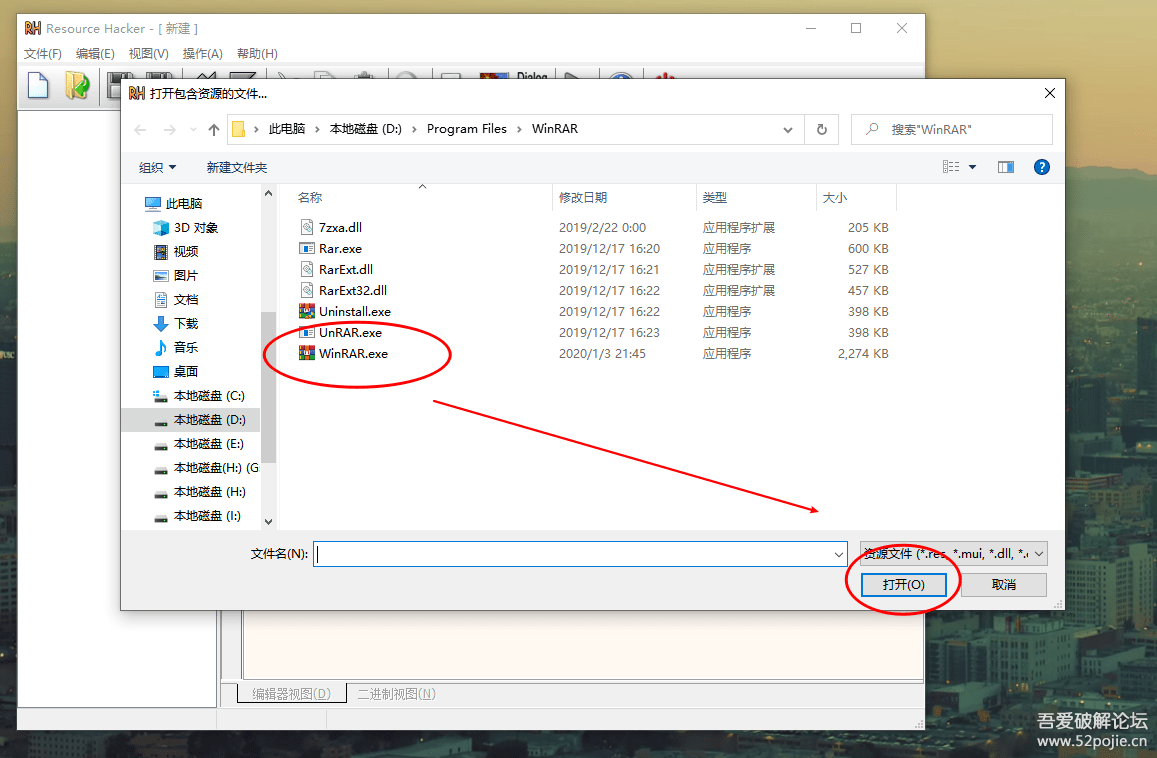 Resource Hacker - [ 新建 ]
文件(F) 编辑(E) 视图(V) 操作(A) 帮助(H)
Dialog
打开包含资源的文件...
此电脑 › 本地磁盘 (D:) › Program Files › WinRAR
搜索"WinRAR"
组织 新建文件夹
名称 修改日期 类型 大小
7zxa.dll 2019/2/22 0:00 应用程序扩展 205 KB
Rar.exe 2019/12/17 16:20 应用程序 600 KB
RarExt.dll 2019/12/17 16:21 应用程序扩展 527 KB
RarExt32.dll 2019/12/17 16:22 应用程序扩展 457 KB
Uninstall.exe 2019/12/17 16:22 应用程序 398 KB
UnRAR.exe 2019/12/17 16:23 应用程序 398 KB
WinRAR.exe 2020/1/3 21:45 应用程序 2,274 KB
此电脑
3D 对象
视频
图片
文档
下载
音乐
桌面
本地磁盘 (C:)
本地磁盘 (D:)
本地磁盘 (E:)
本地磁盘(H:) (G
本地磁盘 (H:)
本地磁盘 (I:)
文件名(N):
资源文件 (*.res, *.mui, *.dll, *.
打开(O) 取消
编辑器视图(D) 二进制视图(N)
吾爱破解论坛
www.52pojie.cn